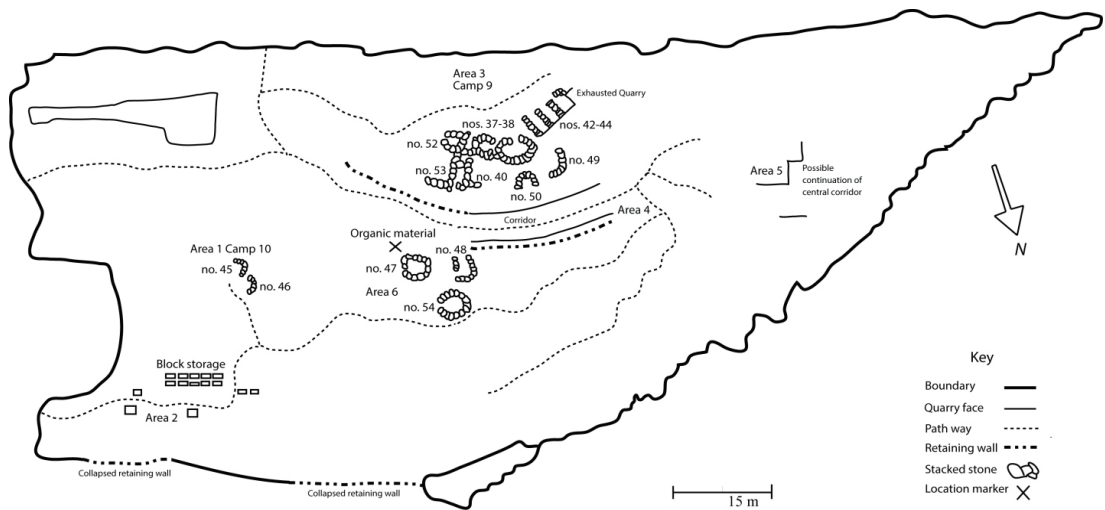 Area 3
Camp 9
Exhausted Quarry
nos. 37-38
nos. 42-44
no. 52
no. 49
no. 53
no. 40
no. 50
Area 5
Possible
continuation of
central corridor
Corridor
Area 4
Organic material
Area 1 Camp 10
no. 48
no. 45
no. 47
no. 46
Area 6
no. 54
N
Block storage
Area 2
Collapsed retaining wall
Collapsed retaining wall
15 m
Key
Boundary
Quarry face
Path way
Retaining wall
Stacked stone
Location marker